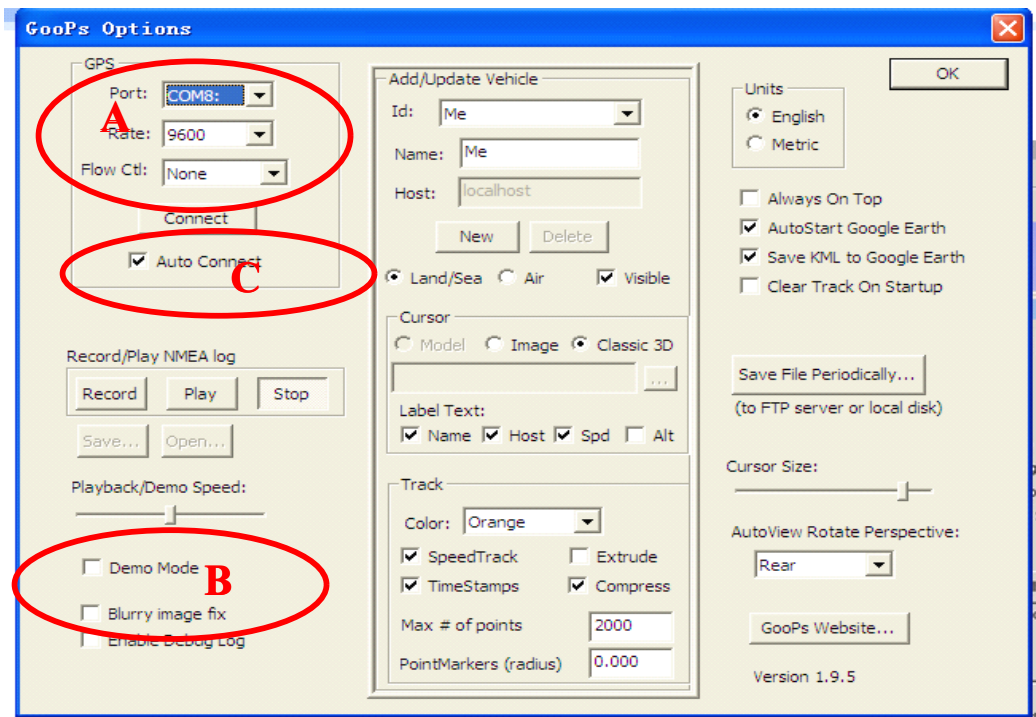 GooPs Options
GPS
Port: COM8:
A
Rate: 9600
Flow Ctl: None
Connect
Auto Connect
C
Record/Play NMEA log
Record Play Stop
Save... Open...
Playback/Demo Speed:
Demo Mode
B
Blurry image fix
Enable Debug Log
Add/Update Vehicle
Id: Me
Name: Me
Host: localhost
New Delete
Land/Sea Air Visible
Cursor
Model Image Classic 3D
...
Label Text:
Name Host Spd Alt
Track
Color: Orange
SpeedTrack Extrude
TimeStamps Compress
Max # of points 2000
PointMarkers (radius) 0.000
OK
Units
English
Metric
Always On Top
AutoStart Google Earth
Save KML to Google Earth
Clear Track On Startup
Save File Periodically...
(to FTP server or local disk)
Cursor Size:
AutoView Rotate Perspective:
Rear
GooPs Website...
Version 1.9.5